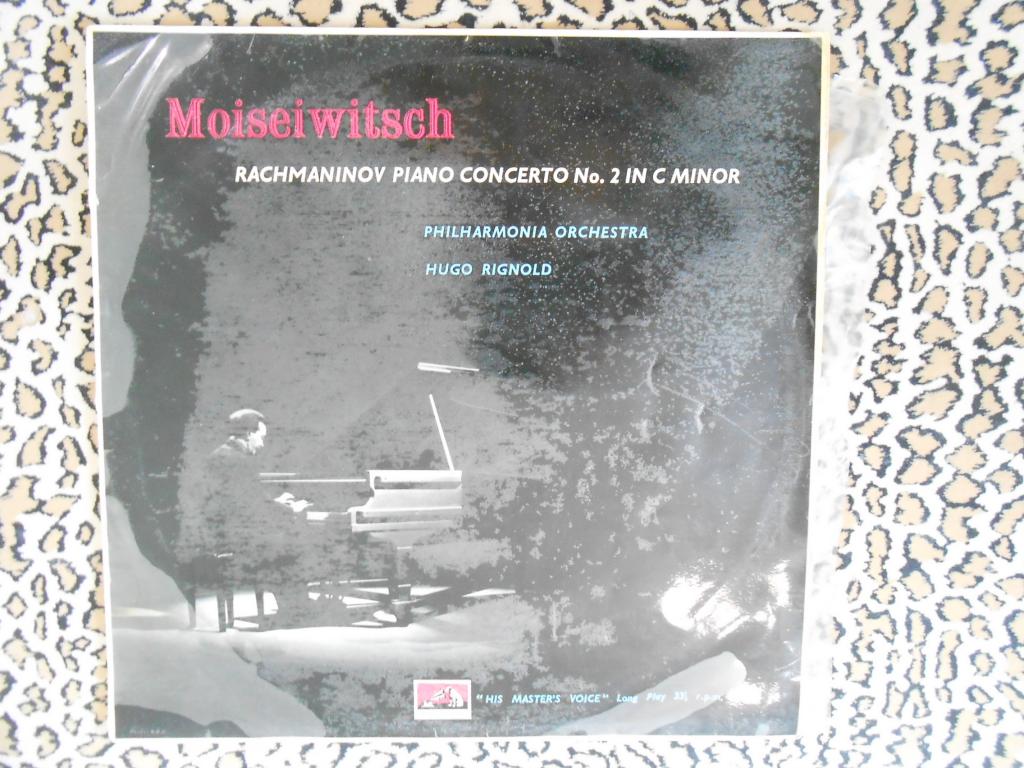 Moiseiwitsch
RACHMANINOV PIANO CONCERTO No. 2 IN C MINOR
PHILHARMONIA ORCHESTRA
HUGO RIGNOLD
"HIS MASTER'S VOICE" Long Play 33⅓ r.p.m.